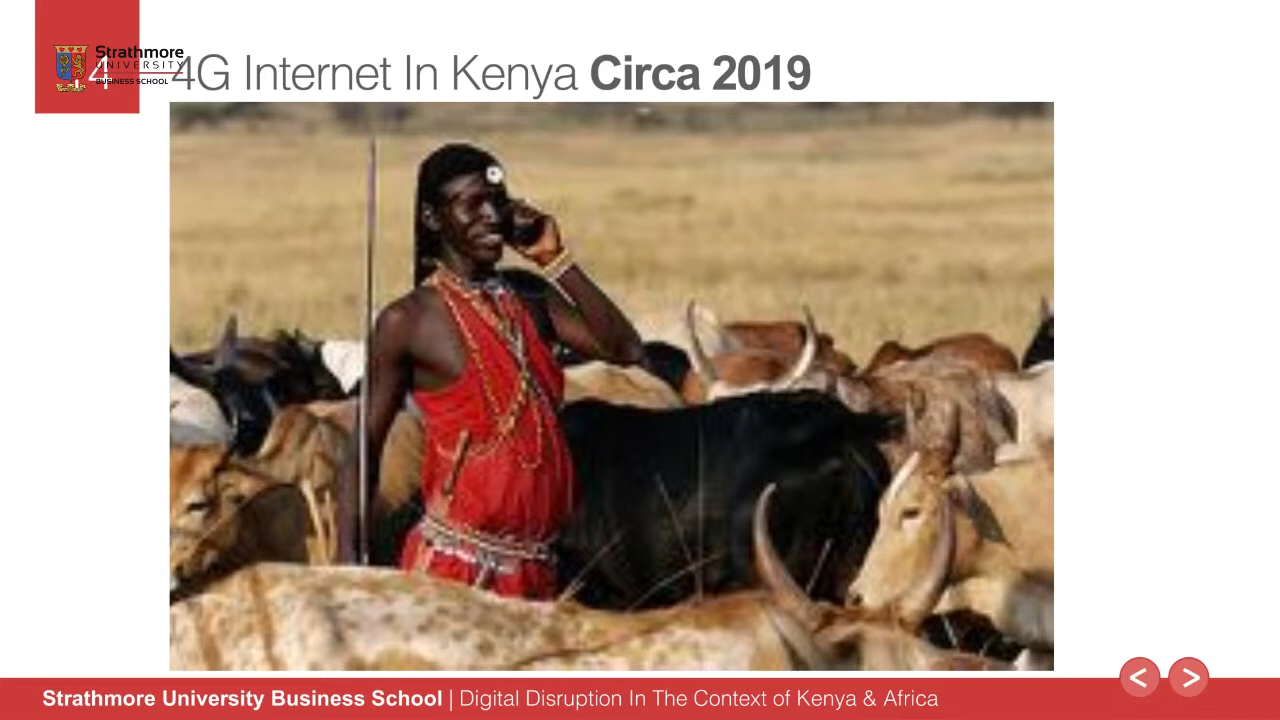 Strathmore
UNIVERSITY
BUSINESS SCHOOL
14
4G Internet In Kenya Circa 2019
Strathmore University Business School | Digital Disruption In The Context of Kenya & Africa
< >